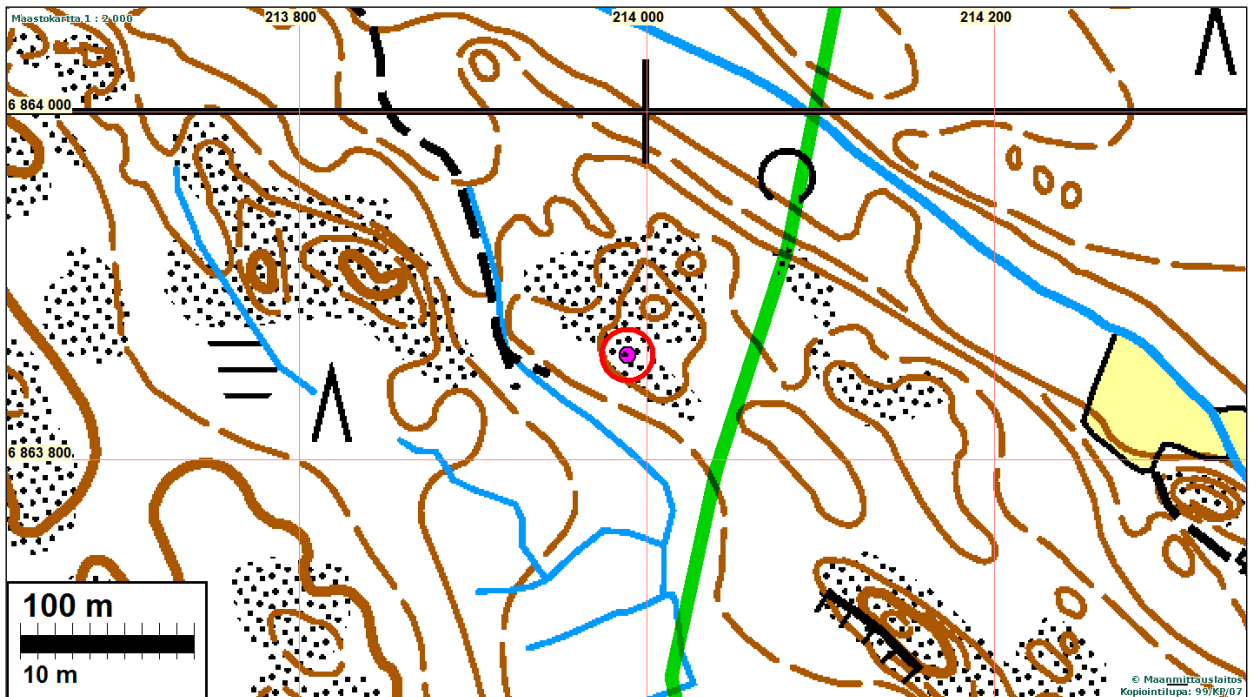 Maastokartta 1 : 2 000
213 800
214 000
214 200
6 864 000
6 863 800
100 m
10 m
© Maanmittauslaitos
Kopiointilupa: 99/KP/07